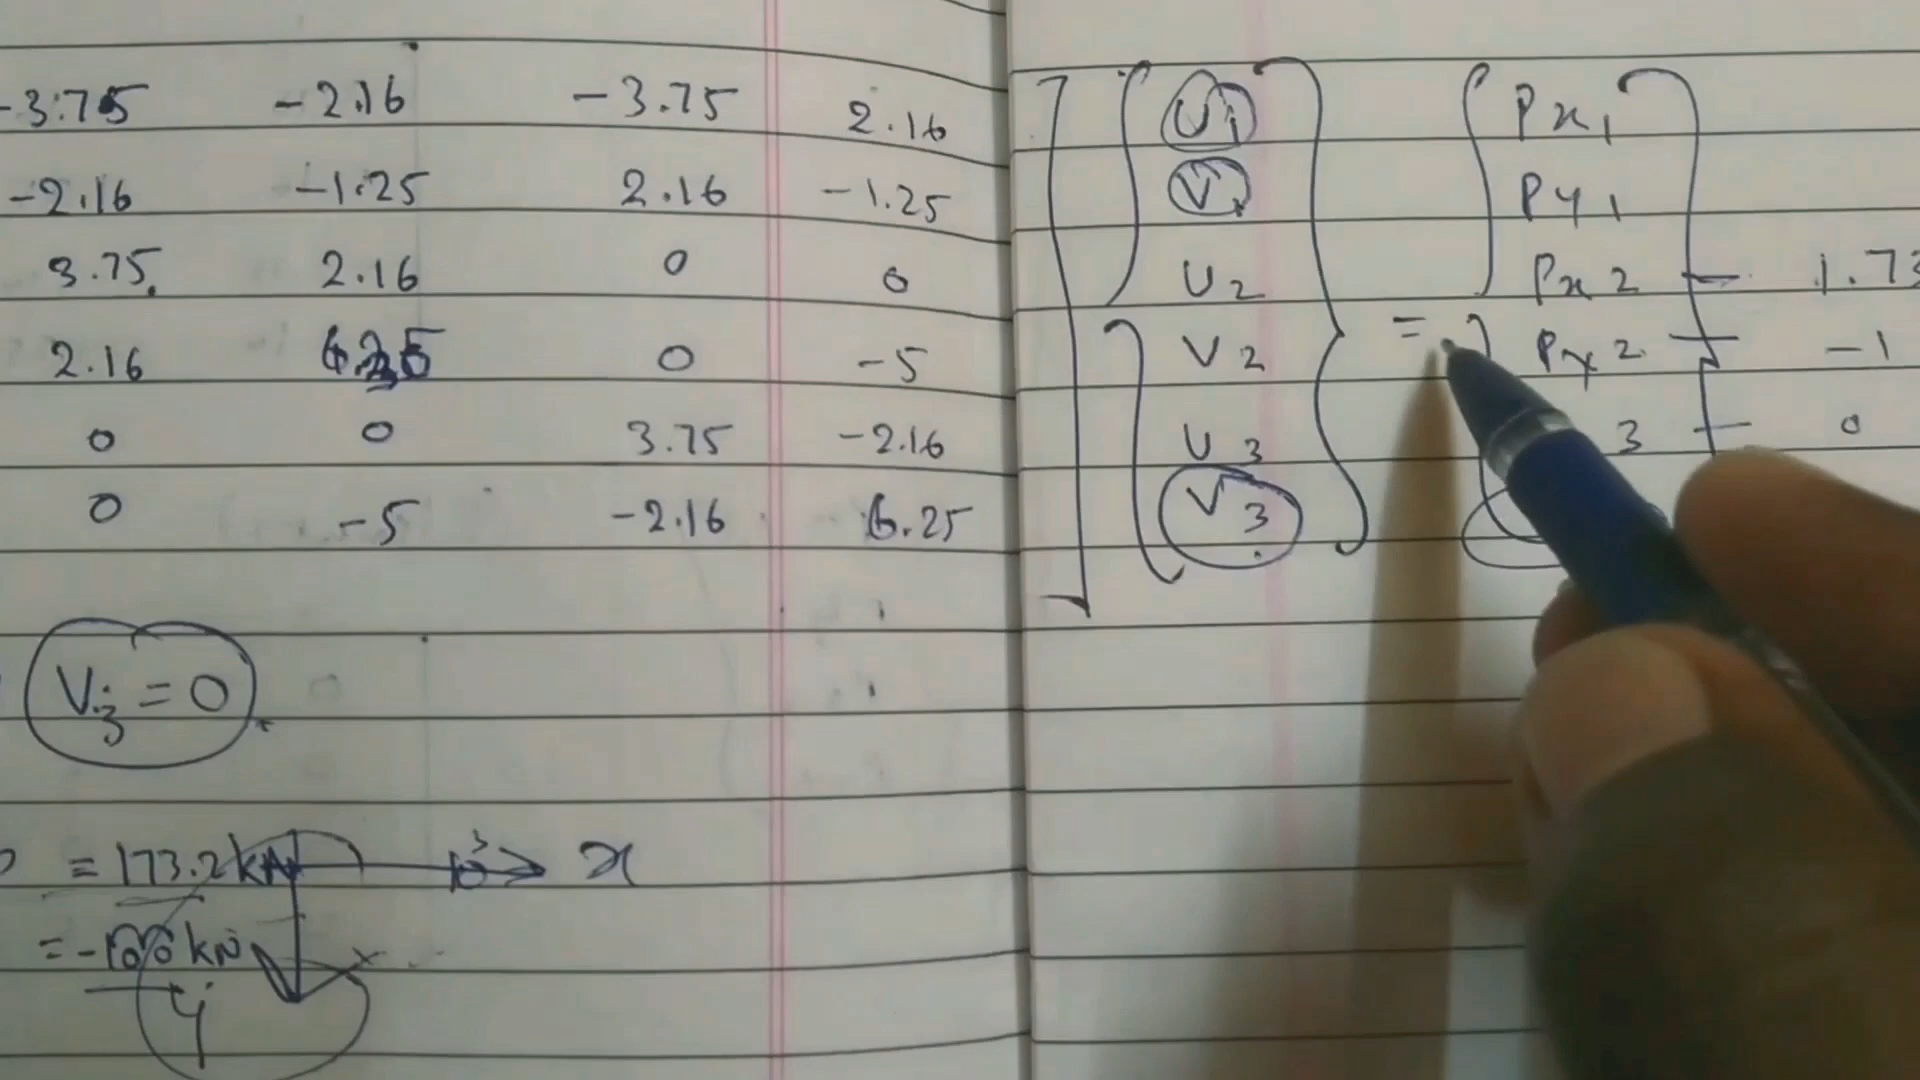 -3.75 -2.16 -3.75 2.16 U1 Px1
-2.16 -1.25 2.16 -1.25 V1 Py1
3.75 2.16 0 0 U2 Px2 - 1.73
2.16 6.25 0 -5 V2 = Py2 - -1
0 0 3.75 -2.16 U3 3 - 0
0 -5 -2.16 6.25 V3
V3 = 0
= 173.2 kN x
= -100 kN
y